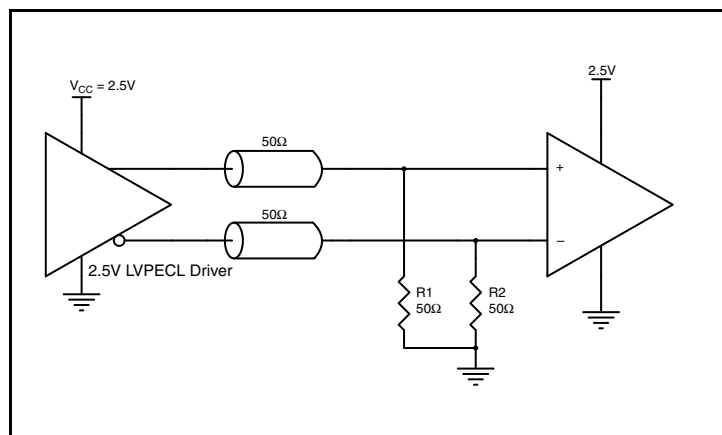 V_CC = 2.5V
2.5V
50Ω
50Ω
+
−
2.5V LVPECL Driver
R1
50Ω
R2
50Ω